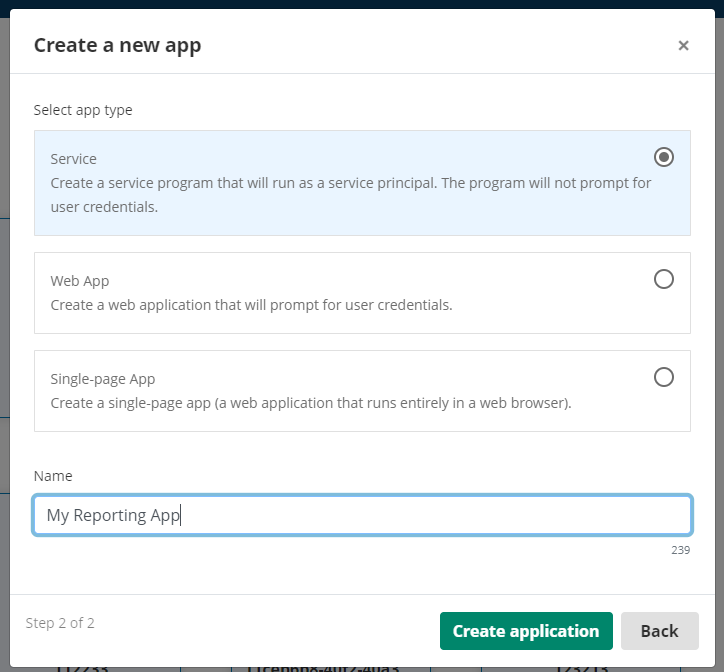 Create a new app
×
Select app type
Service
Create a service program that will run as a service principal. The program will not prompt for
user credentials.
Web App
Create a web application that will prompt for user credentials.
Single-page App
Create a single-page app (a web application that runs entirely in a web browser).
Name
My Reporting App
239
Step 2 of 2
Create application
Back